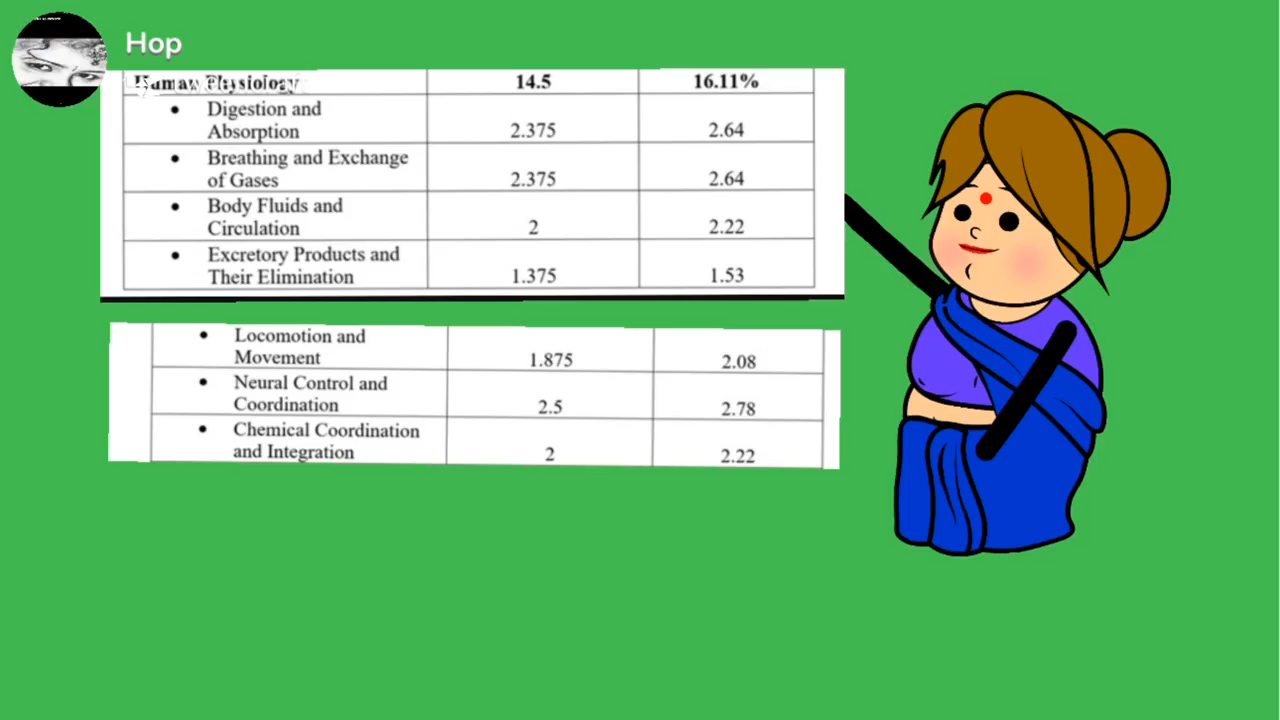 Hop
Human Physiology 14.5 16.11%
• Digestion and
Absorption 2.375 2.64
• Breathing and Exchange
of Gases 2.375 2.64
• Body Fluids and
Circulation 2 2.22
• Excretory Products and
Their Elimination 1.375 1.53
• Locomotion and
Movement 1.875 2.08
• Neural Control and
Coordination 2.5 2.78
• Chemical Coordination
and Integration 2 2.22